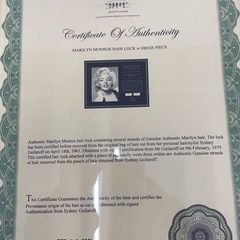 Certificate Of Authenticity
MARILYN MONROE HAIR LOCK w DRESS PIECE
Authentic Marilyn Monroe hair lock containing several strands of Genuine Authentic Marilyn hair. The lock
has been certified before removed from the original bag of hair cut from her personal hairstylist Sydney
Guilaroff on April 18th, 1961. Obtained with certification from Mr Guilaroff on 9th February, 1979
This certified hair lock attached with a piece of personally worn dress within are Authentic Genuine strands
of hair removed from the pouch of hair obtained from Sydney Guilaroff.
This Certificate Guarantees the Authenticity of the item and certifies the
Provenance origin of the hair as cut and obtained with signed
Authentication from Sydney Guilaroff.